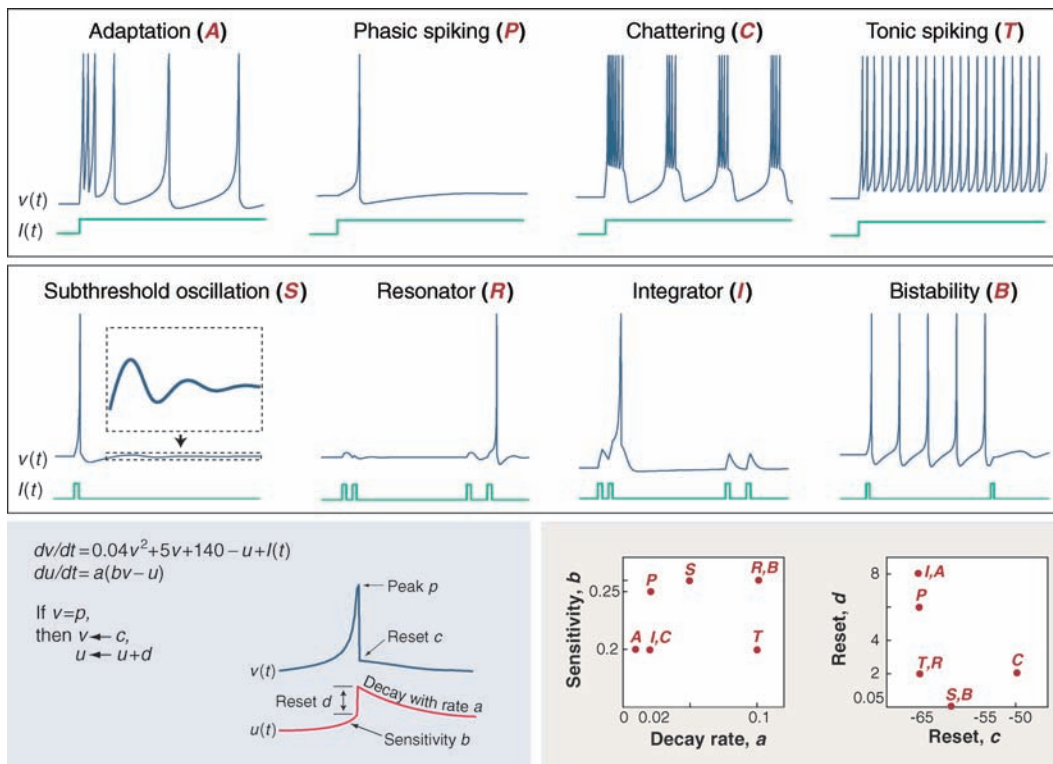 Adaptation (A)
Phasic spiking (P)
Chattering (C)
Tonic spiking (T)
v(t)
I(t)
Subthreshold oscillation (S)
Resonator (R)
Integrator (I)
Bistability (B)
v(t)
I(t)
dv/dt=0.04v²+5v+140−u+I(t)
du/dt=a(bv−u)
If v=p,
then v←c,
u←u+d
Peak p
Reset c
v(t)
Reset d
Decay with rate a
u(t)
Sensitivity b
Sensitivity, b
0.25
0.2
P
S
R,B
A
I,C
T
0
0.02
0.1
Decay rate, a
Reset, d
8
4
2
0.05
I,A
P
T,R
C
S,B
-65
-55
-50
Reset, c